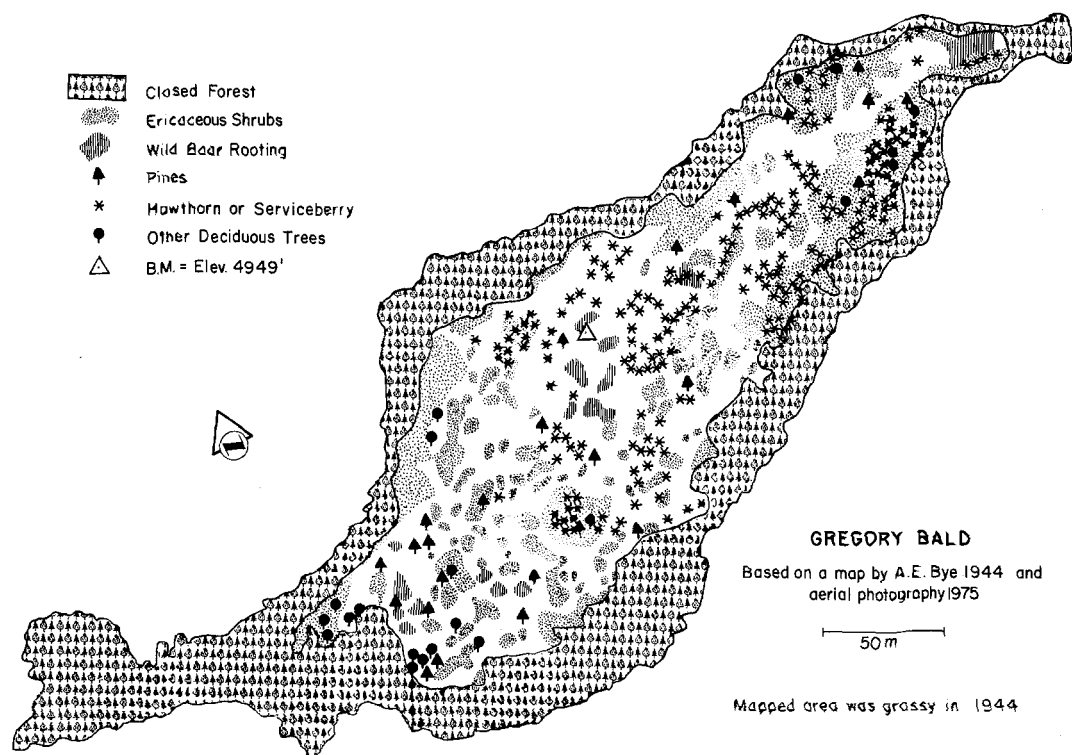 Closed Forest
Ericaceous Shrubs
Wild Boar Rooting
Pines
Hawthorn or Serviceberry
Other Deciduous Trees
B.M. = Elev. 4949'
GREGORY BALD
Based on a map by A.E. Bye 1944 and
aerial photography 1975
50 m
Mapped area was grassy in 1944